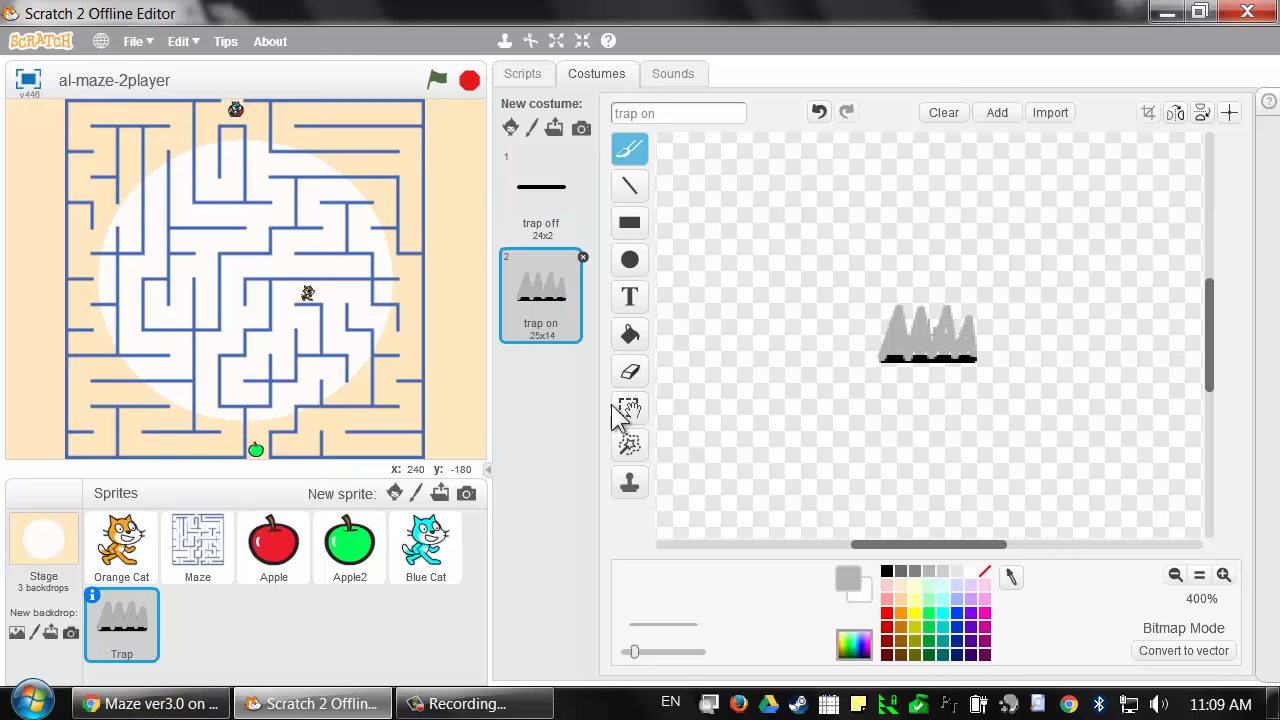 Scratch 2 Offline Editor
SCRATCH File Edit Tips About
v446 al-maze-2player
Scripts Costumes Sounds
New costume:
trap on
Clear Add Import
1
trap off
24x2
2
trap on
25x14
T
x: 240 y: -180
Sprites New sprite:
Stage
3 backdrops
New backdrop:
Orange Cat Maze Apple Apple2 Blue Cat
Trap
400%
Bitmap Mode
Convert to vector
Maze ver3.0 on ... Scratch 2 Offlin... Recording... EN 11:09 AM